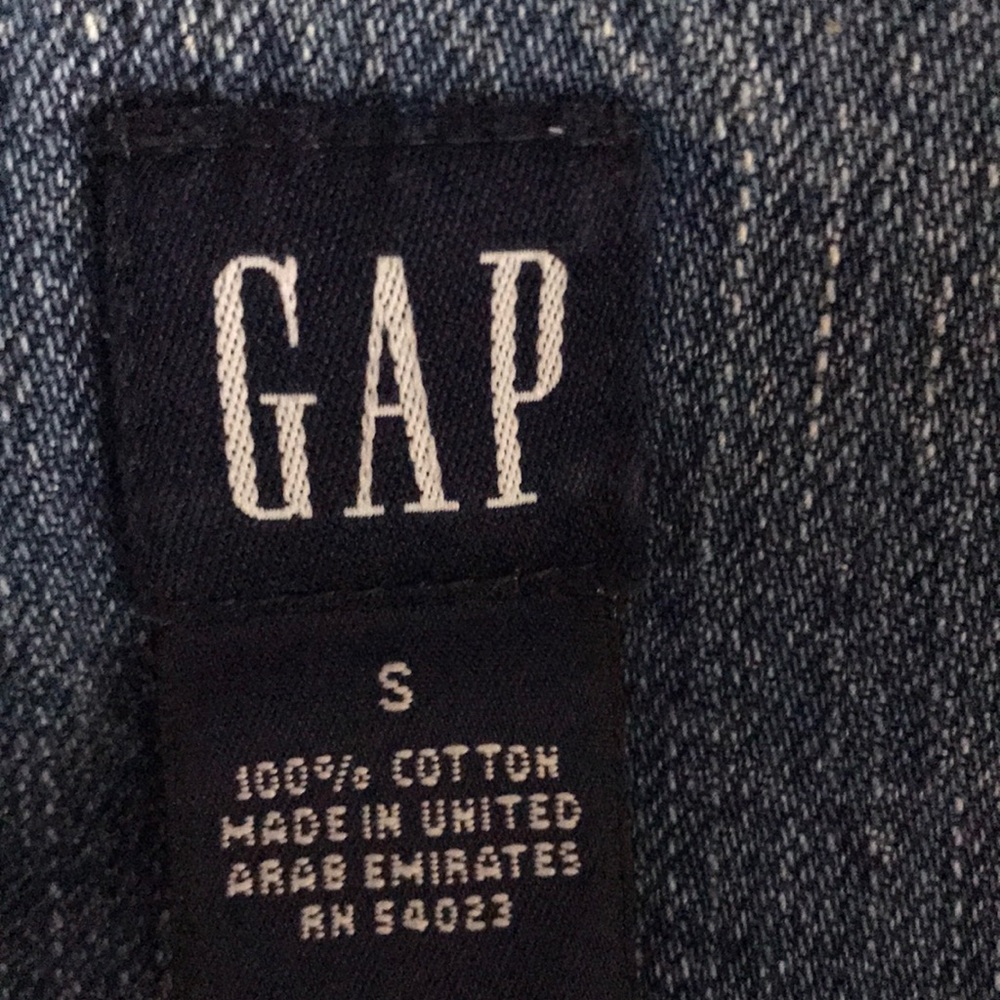 GAP
S
100% COTTON
MADE IN UNITED
ARAB EMIRATES
RN 54023